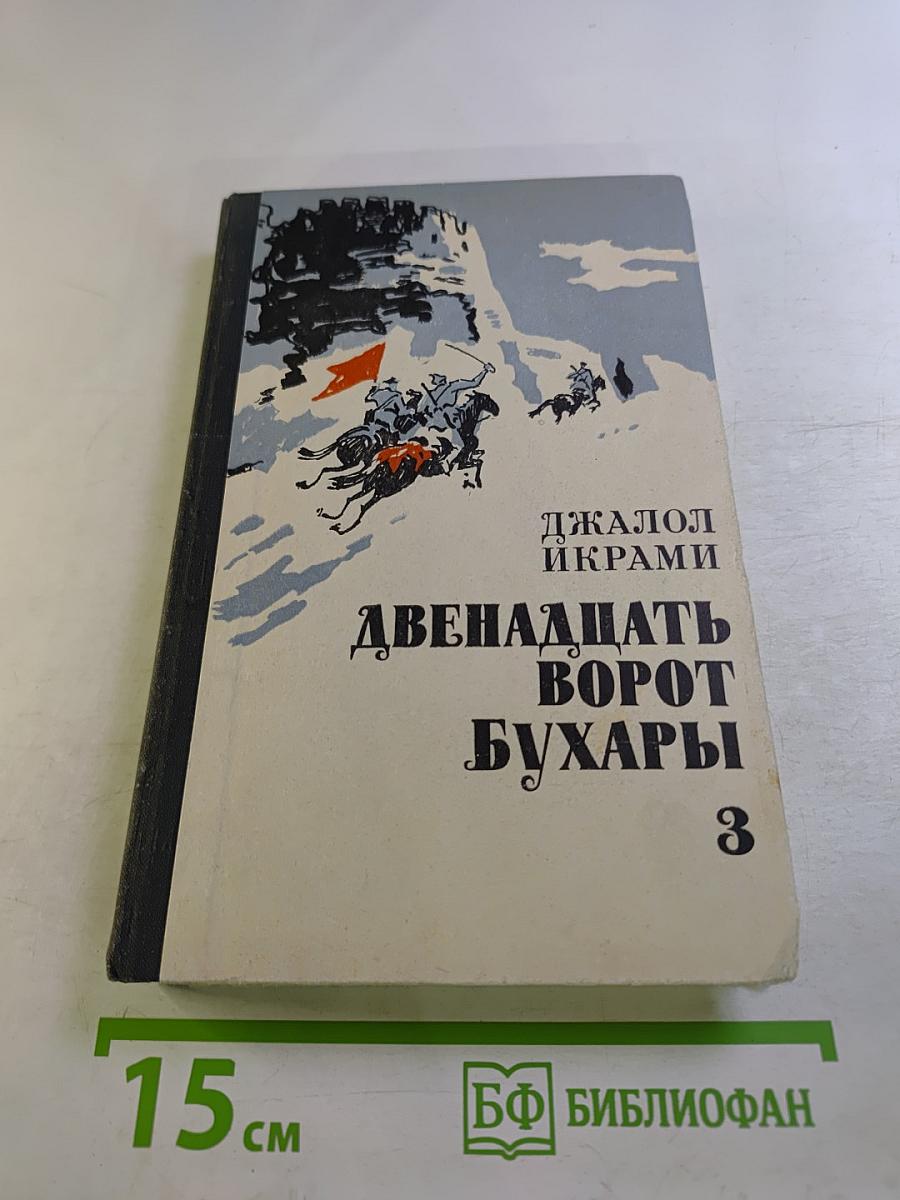 ДЖАЛОЛ
ИКРАМИ
ДВЕНАДЦАТЬ
ВОРОТ
БУХАРЫ
3
15 см
БФ БИБЛИОФАН